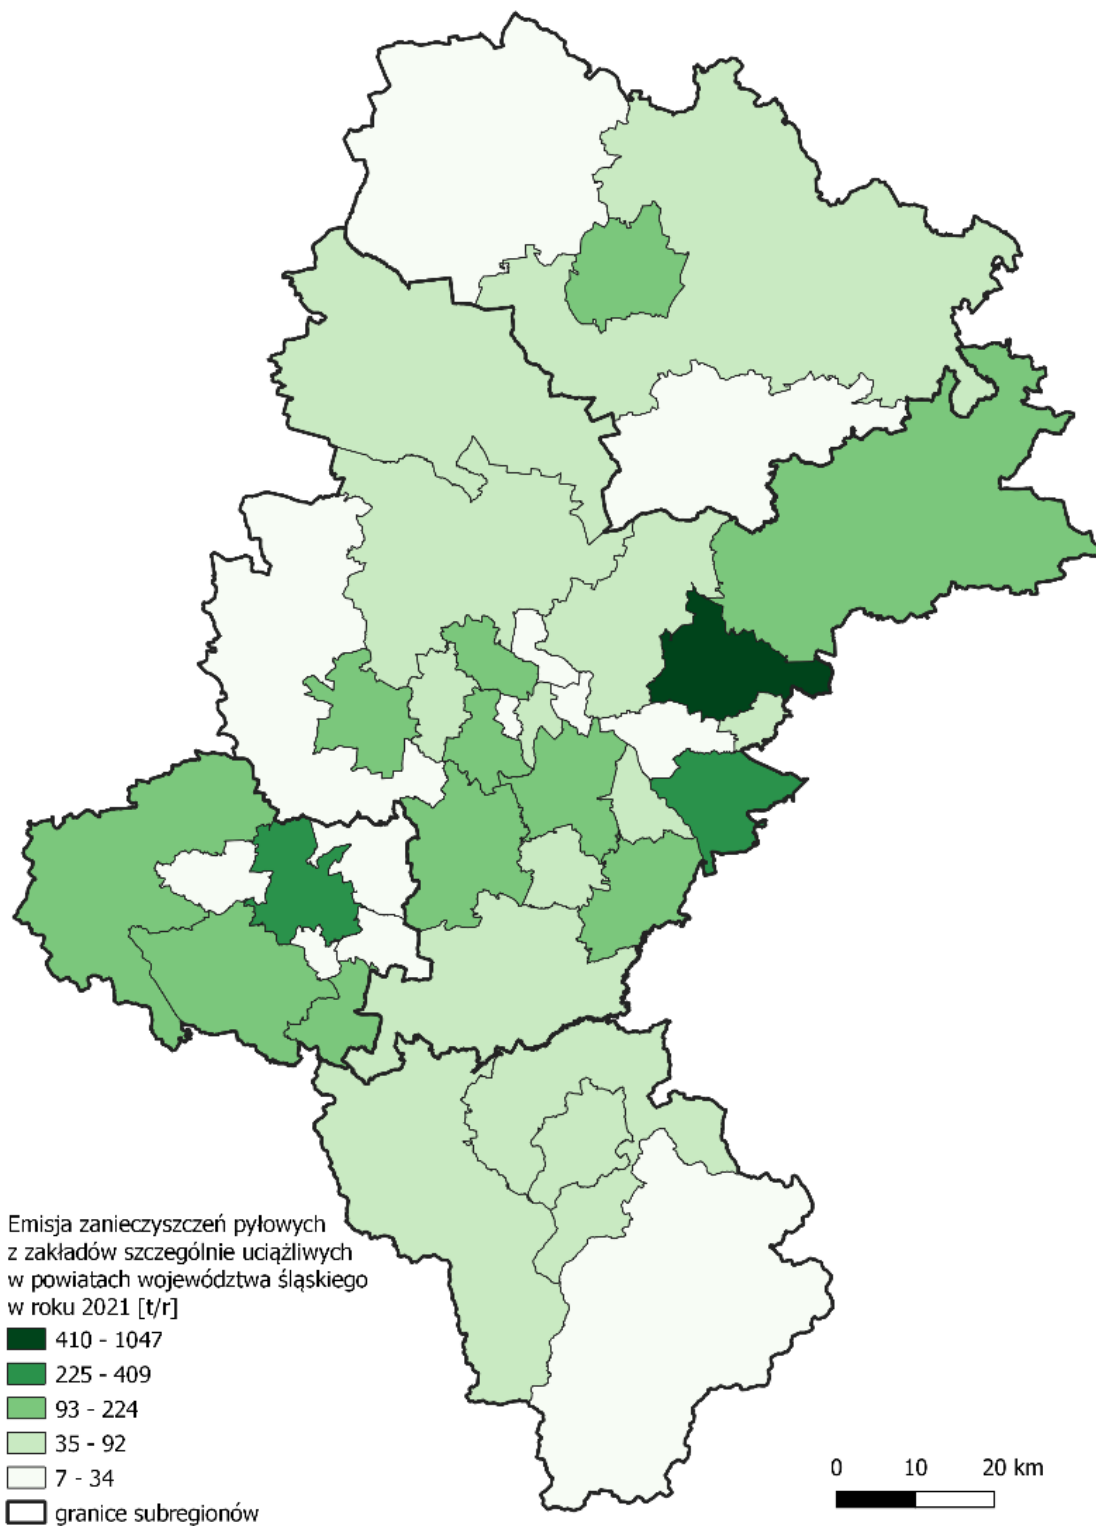 Emisja zanieczyszczeń pyłowych
z zakładów szczególnie uciążliwych
w powiatach województwa śląskiego
w roku 2021 [t/r]
410 - 1047
225 - 409
93 - 224
35 - 92
7 - 34
granice subregionów
0 10 20 km